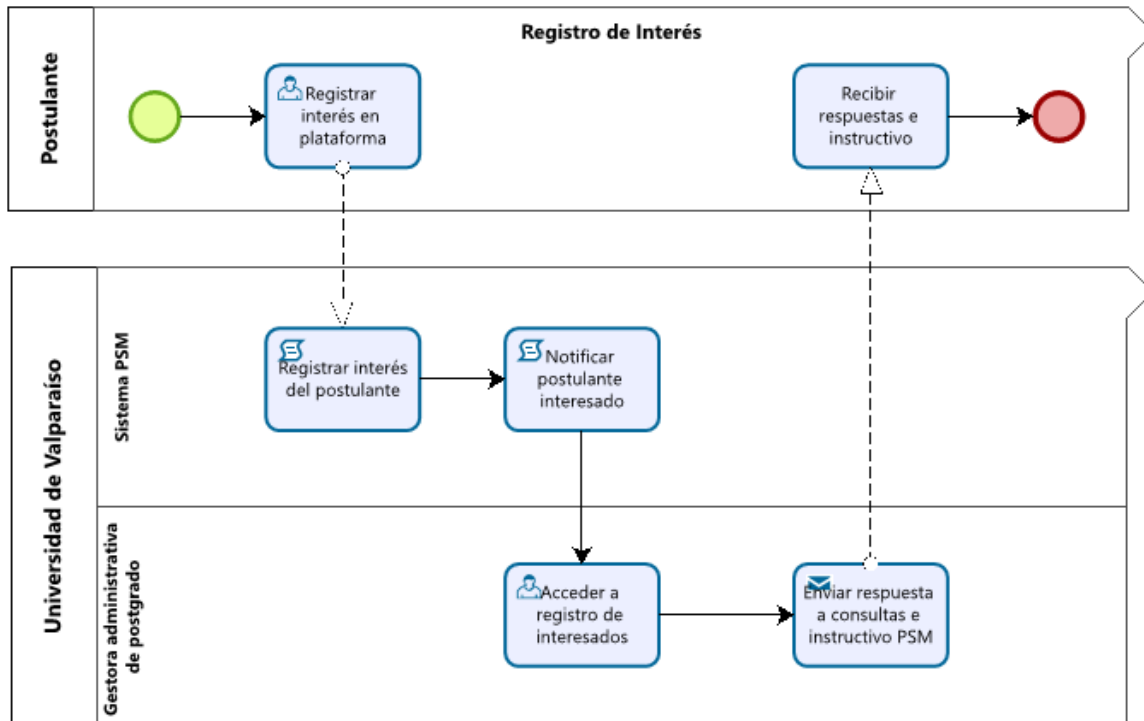 Registro de Interés
Postulante
Registrar
interés en
plataforma
Recibir
respuestas e
instructivo
Universidad de Valparaíso
Sistema PSM
Registrar interés
del postulante
Notificar
postulante
interesado
Gestora administrativa
de postgrado
Acceder a
registro de
interesados
Enviar respuesta
a consultas e
instructivo PSM